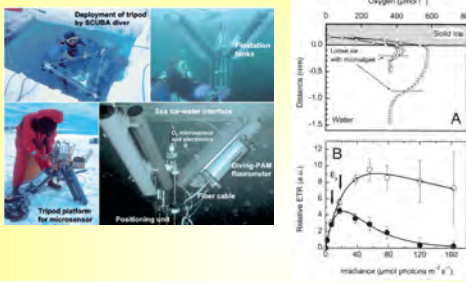 Deployment of tripod
by SCUBA diver
Floatation
tanks
Tripod platform
for microsensor
Sea ice-water interface
O₂ microsensor
and electronics
Diving-PAM
fluorometer
Fiber cable
Positioning unit
Oxygen (µmol l⁻¹)
0 200 400 600 800
Solid Ice
Loose ice
with microalgae
Distance (mm)
0.0
-0.5
-1.0
-1.5
Water
A
B
Relative ETR (a.u.)
12
10
8
6
4
2
0
0 40 80 120 160
Irradiance (µmol photons m⁻² s⁻¹)